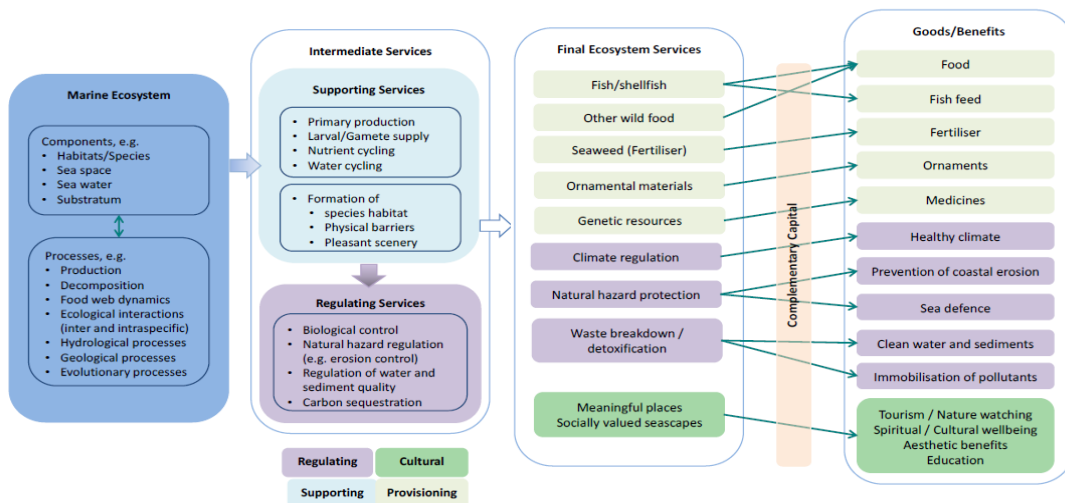 Marine Ecosystem
Components, e.g.
• Habitats/Species
• Sea space
• Sea water
• Substratum
Processes, e.g.
• Production
• Decomposition
• Food web dynamics
• Ecological interactions
(inter and intraspecific)
• Hydrological processes
• Geological processes
• Evolutionary processes
Intermediate Services
Supporting Services
• Primary production
• Larval/Gamete supply
• Nutrient cycling
• Water cycling
• Formation of
• species habitat
• Physical barriers
• Pleasant scenery
Regulating Services
• Biological control
• Natural hazard regulation
(e.g. erosion control)
• Regulation of water and
sediment quality
• Carbon sequestration
Regulating
Cultural
Supporting
Provisioning
Final Ecosystem Services
Fish/shellfish
Other wild food
Seaweed (Fertiliser)
Ornamental materials
Genetic resources
Climate regulation
Natural hazard protection
Waste breakdown /
detoxification
Meaningful places
Socially valued seascapes
Complementary Capital
Goods/Benefits
Food
Fish feed
Fertiliser
Ornaments
Medicines
Healthy climate
Prevention of coastal erosion
Sea defence
Clean water and sediments
Immobilisation of pollutants
Tourism / Nature watching
Spiritual / Cultural wellbeing
Aesthetic benefits
Education